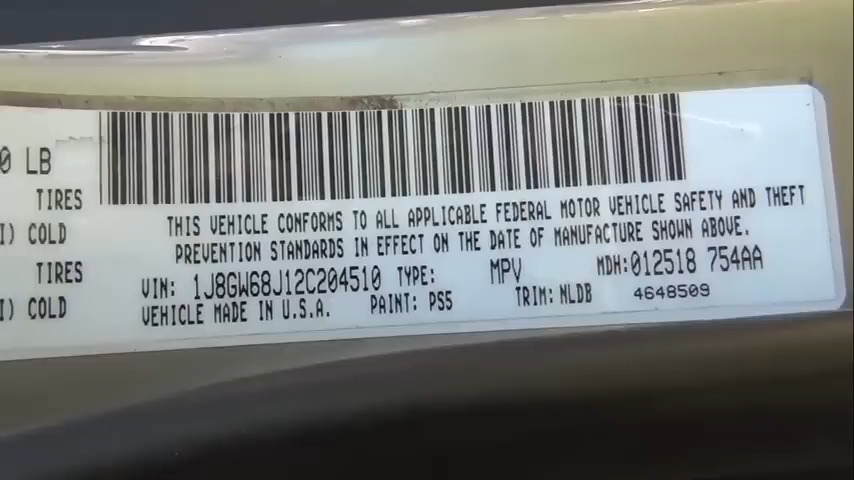 0 LB
TIRES
I) COLD
TIRES
I) COLD
THIS VEHICLE CONFORMS TO ALL APPLICABLE FEDERAL MOTOR VEHICLE SAFETY AND THEFT
PREVENTION STANDARDS IN EFFECT ON THE DATE OF MANUFACTURE SHOWN ABOVE.
VIN: 1J8GW68J12C204510 TYPE: MPV MDH:012518 754AA
VEHICLE MADE IN U.S.A. PAINT: PS5 TRIM: NLDB 4648509